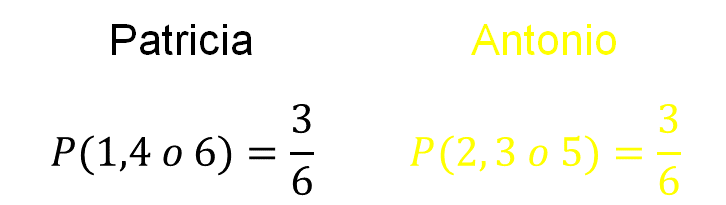 Patricia Antonio
P(1,4 o 6) = 3/6 P(2, 3 o 5) = 3/6